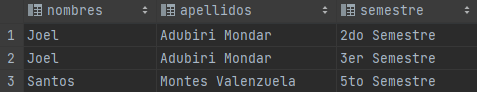 nombres apellidos semestre
1 Joel Adubiri Mondar 2do Semestre
2 Joel Adubiri Mondar 3er Semestre
3 Santos Montes Valenzuela 5to Semestre